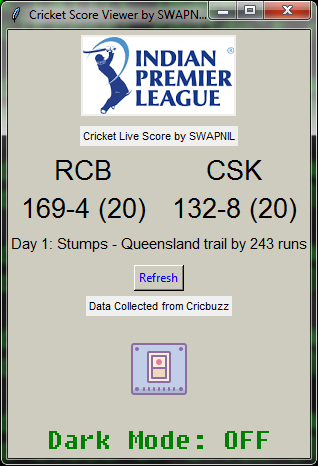 Cricket Score Viewer by SWAPN...
INDIAN
PREMIER
LEAGUE
Cricket Live Score by SWAPNIL
RCB CSK
169-4 (20) 132-8 (20)
Day 1: Stumps - Queensland trail by 243 runs
Refresh
Data Collected from Cricbuzz
Dark Mode: OFF